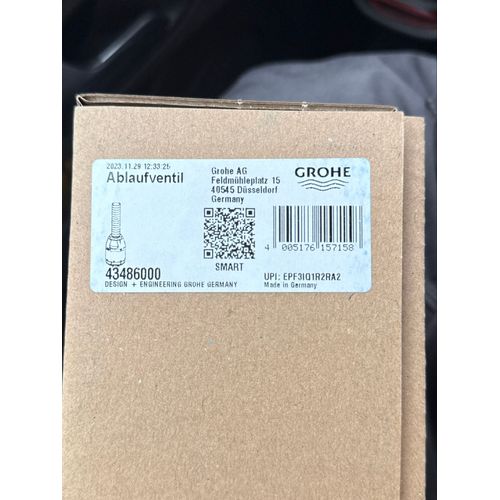 2023.11.29 12:33:25
Ablaufventil
Grohe AG
Feldmühleplatz 15
40545 Düsseldorf
Germany
GROHE
4 005176 157158
43486000
SMART
UPI: EPF3IQ1R2RA2
DESIGN + ENGINEERING GROHE GERMANY
Made in Germany